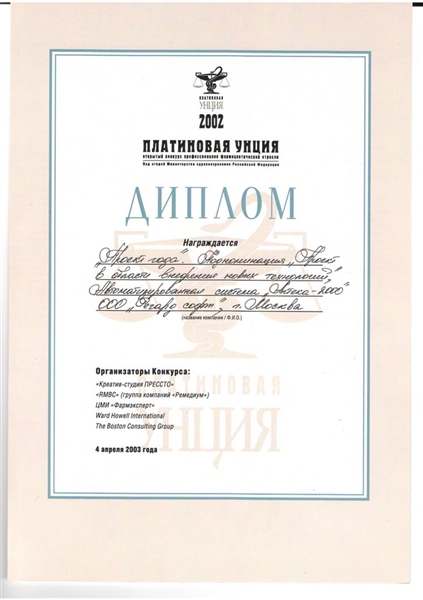 ПЛАТИНОВАЯ
УНЦИЯ
2002
ПЛАТИНОВАЯ УНЦИЯ
открытый конкурс профессионалов фармацевтической отрасли
Под эгидой Министерства здравоохранения Российской Федерации
ДИПЛОМ
Награждается
„Проект года". Подноминация „Проект
в области внедрения новых технологий"
„Автоматизированная система Аптека-2000"
ООО „ софт", г. Москва
(название компании / Ф.И.О.)
Организаторы Конкурса:
«Креатив-студия ПРЕССТО»
«RMBC» (группа компаний «Ремедиум»)
ЦМИ «Фармэксперт»
Ward Howell International
The Boston Consulting Group
4 апреля 2003 года
ПЛАТИНОВАЯ
УНЦИЯ